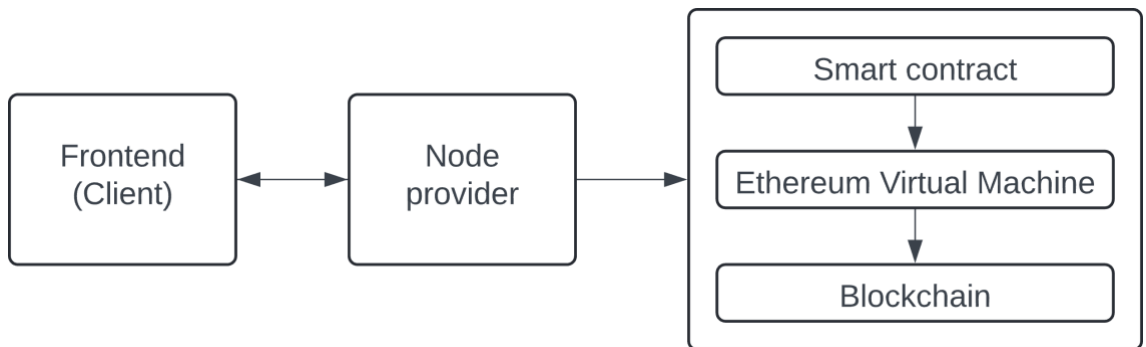 Frontend
(Client)
Node
provider
Smart contract
Ethereum Virtual Machine
Blockchain